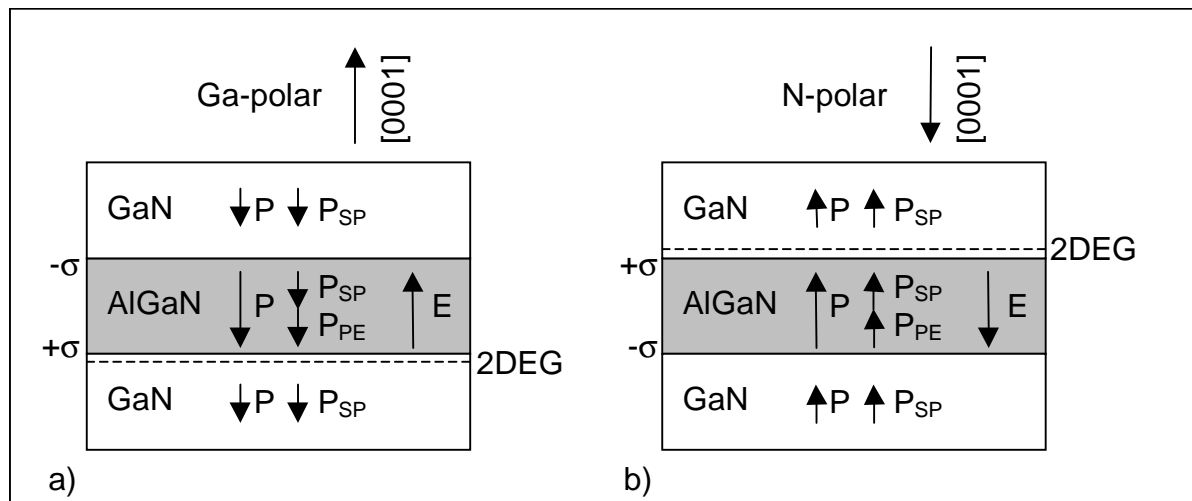 Ga-polar
[0001]
GaN P P_SP
-σ
AlGaN P P_SP E
P_PE
+σ
2DEG
GaN P P_SP
a)
N-polar
[0001]
GaN P P_SP
2DEG
+σ
AlGaN P P_SP E
P_PE
-σ
GaN P P_SP
b)